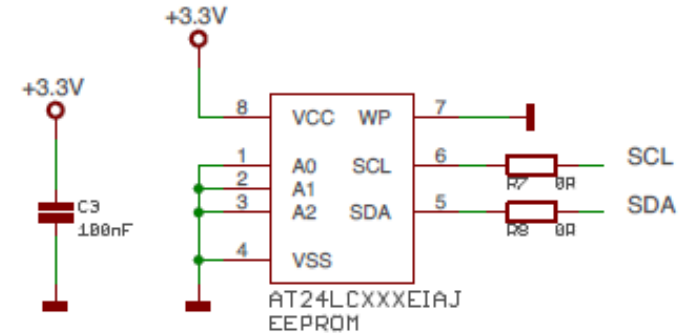 +3.3V
+3.3V
8 VCC WP 7
1 A0 SCL 6 SCL
2 A1 R7 0R
3 A2 SDA 5 SDA
R8 0R
C3
100nF
4 VSS
AT24LCXXXEIAJ
EEPROM